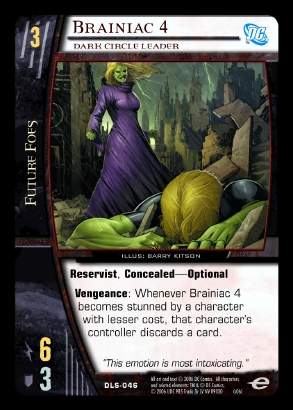 3
BRAINIAC 4
DARK CIRCLE LEADER
DC
FUTURE FOES
ILLUS: BARRY KITSON
Reservist, Concealed—Optional
Vengeance: Whenever Brainiac 4
becomes stunned by a character
with lesser cost, that character's
controller discards a card.
6
3
"This emotion is most intoxicating."
DLS-046